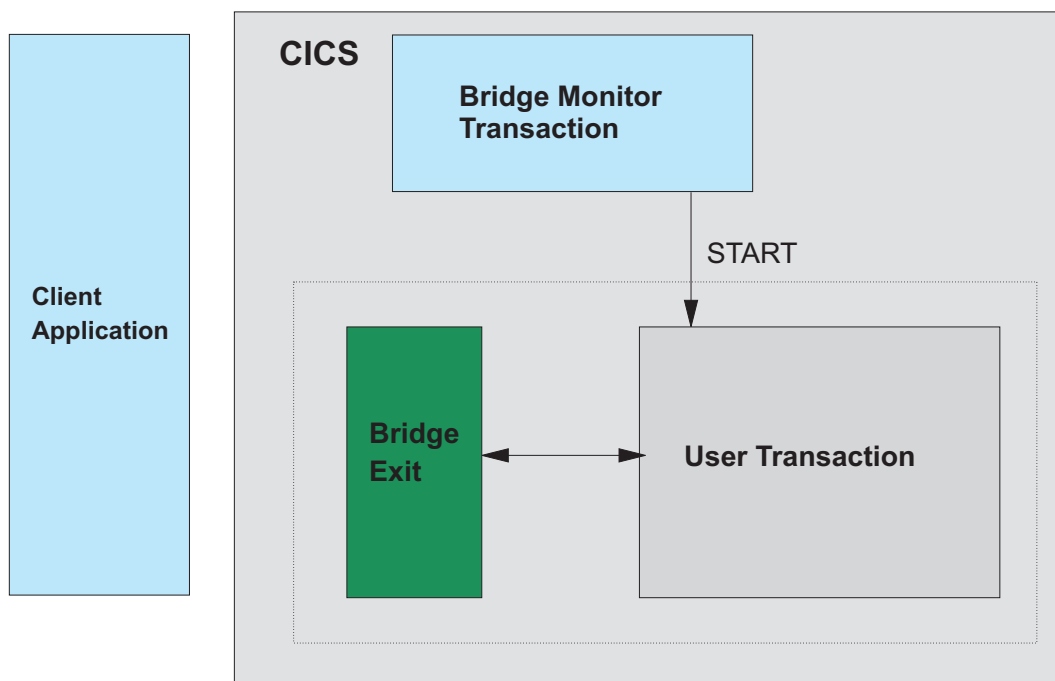 CICS
Bridge Monitor
Transaction
START
Client
Application
Bridge
Exit
User Transaction